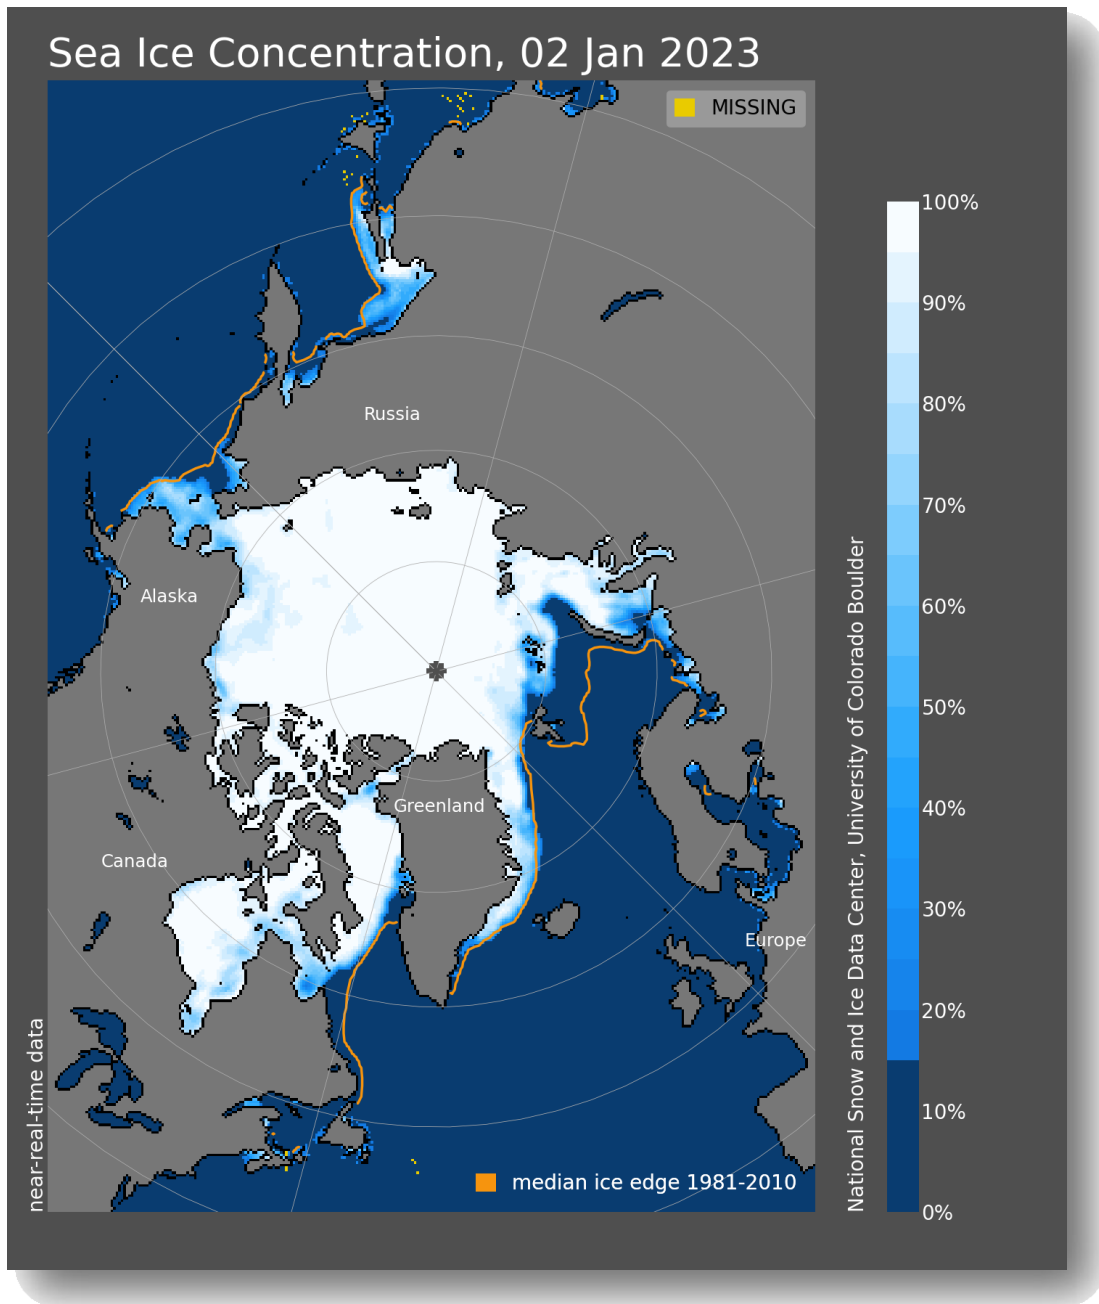 Sea Ice Concentration, 02 Jan 2023
MISSING
100%
90%
80%
70%
60%
50%
40%
30%
20%
10%
0%
Russia
Alaska
Greenland
Canada
Europe
near-real-time data
median ice edge 1981-2010
National Snow and Ice Data Center, University of Colorado Boulder